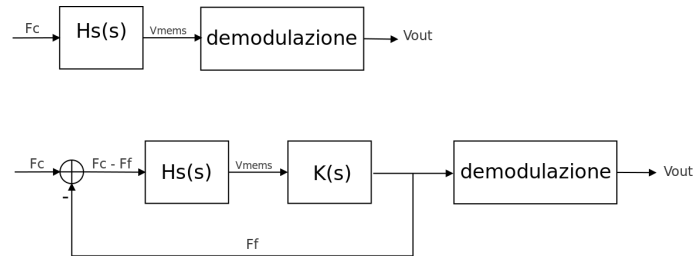 Fc
Hs(s)
Vmems
demodulazione
Vout
Fc
-
Fc - Ff
Hs(s)
Vmems
K(s)
demodulazione
Vout
Ff